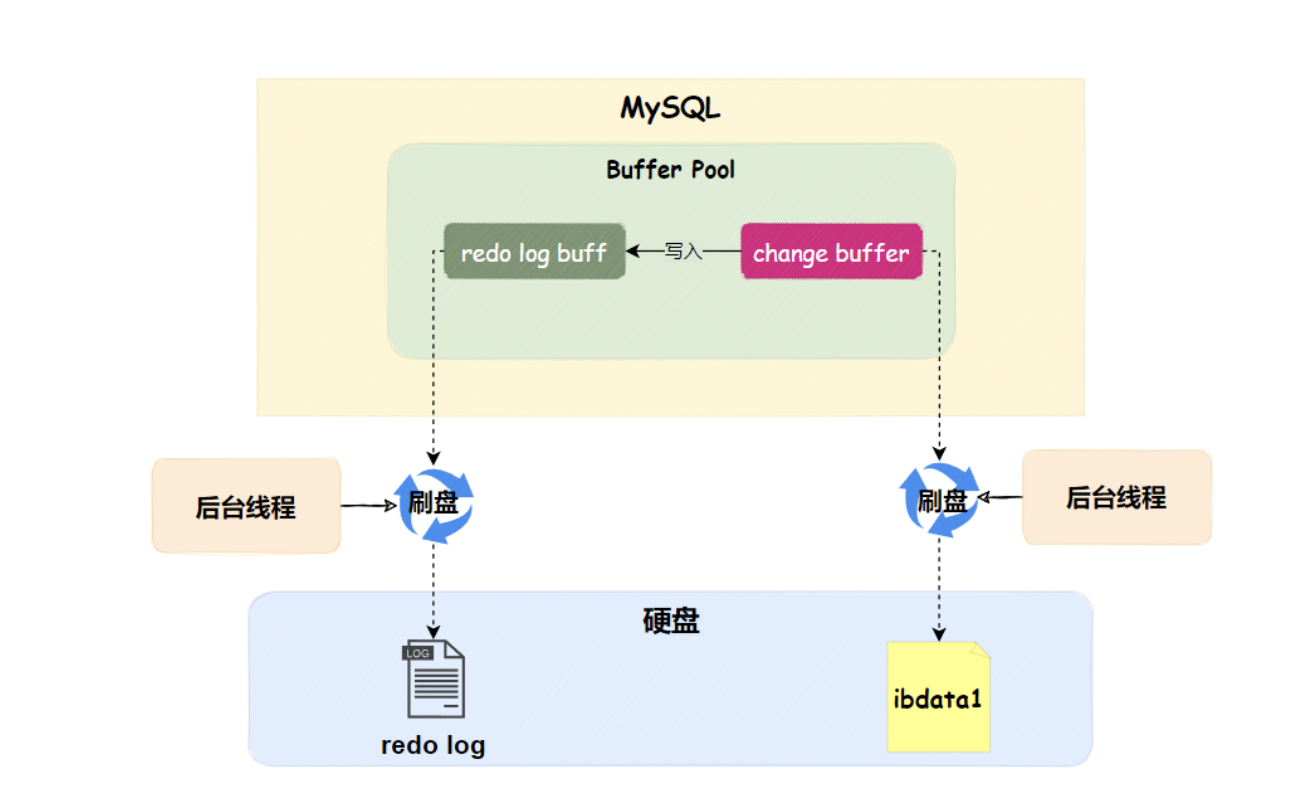 MySQL
Buffer Pool
redo log buff
写入
change buffer
后台线程
刷盘
刷盘
后台线程
硬盘
LOG
redo log
ibdata1